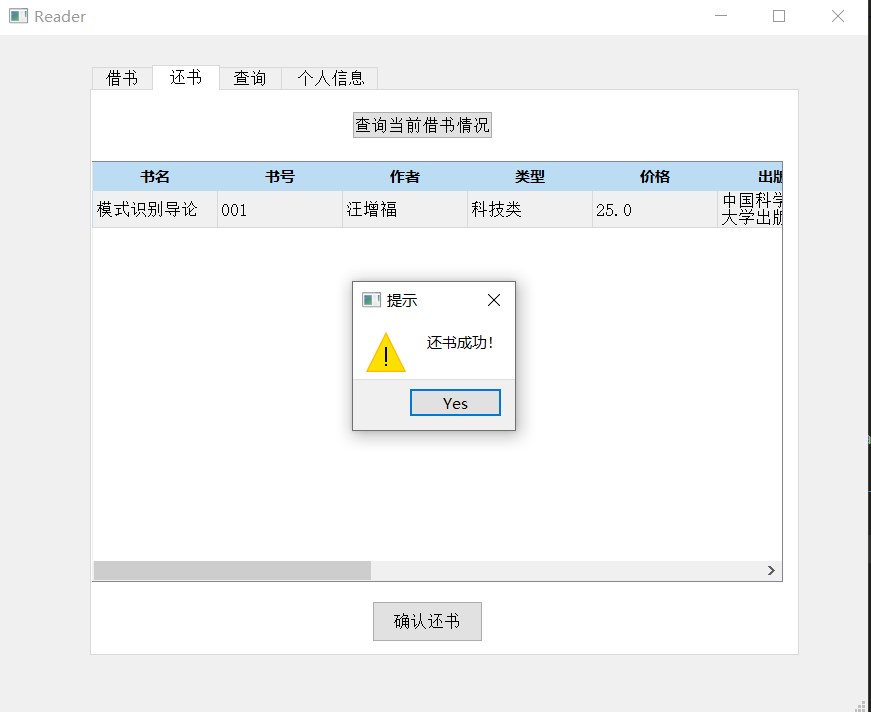 Reader
借书 还书 查询 个人信息
查询当前借书情况
书名 书号 作者 类型 价格 出版
模式识别导论 001 汪增福 科技类 25.0 中国科学
大学出版
提示
还书成功!
Yes
确认还书